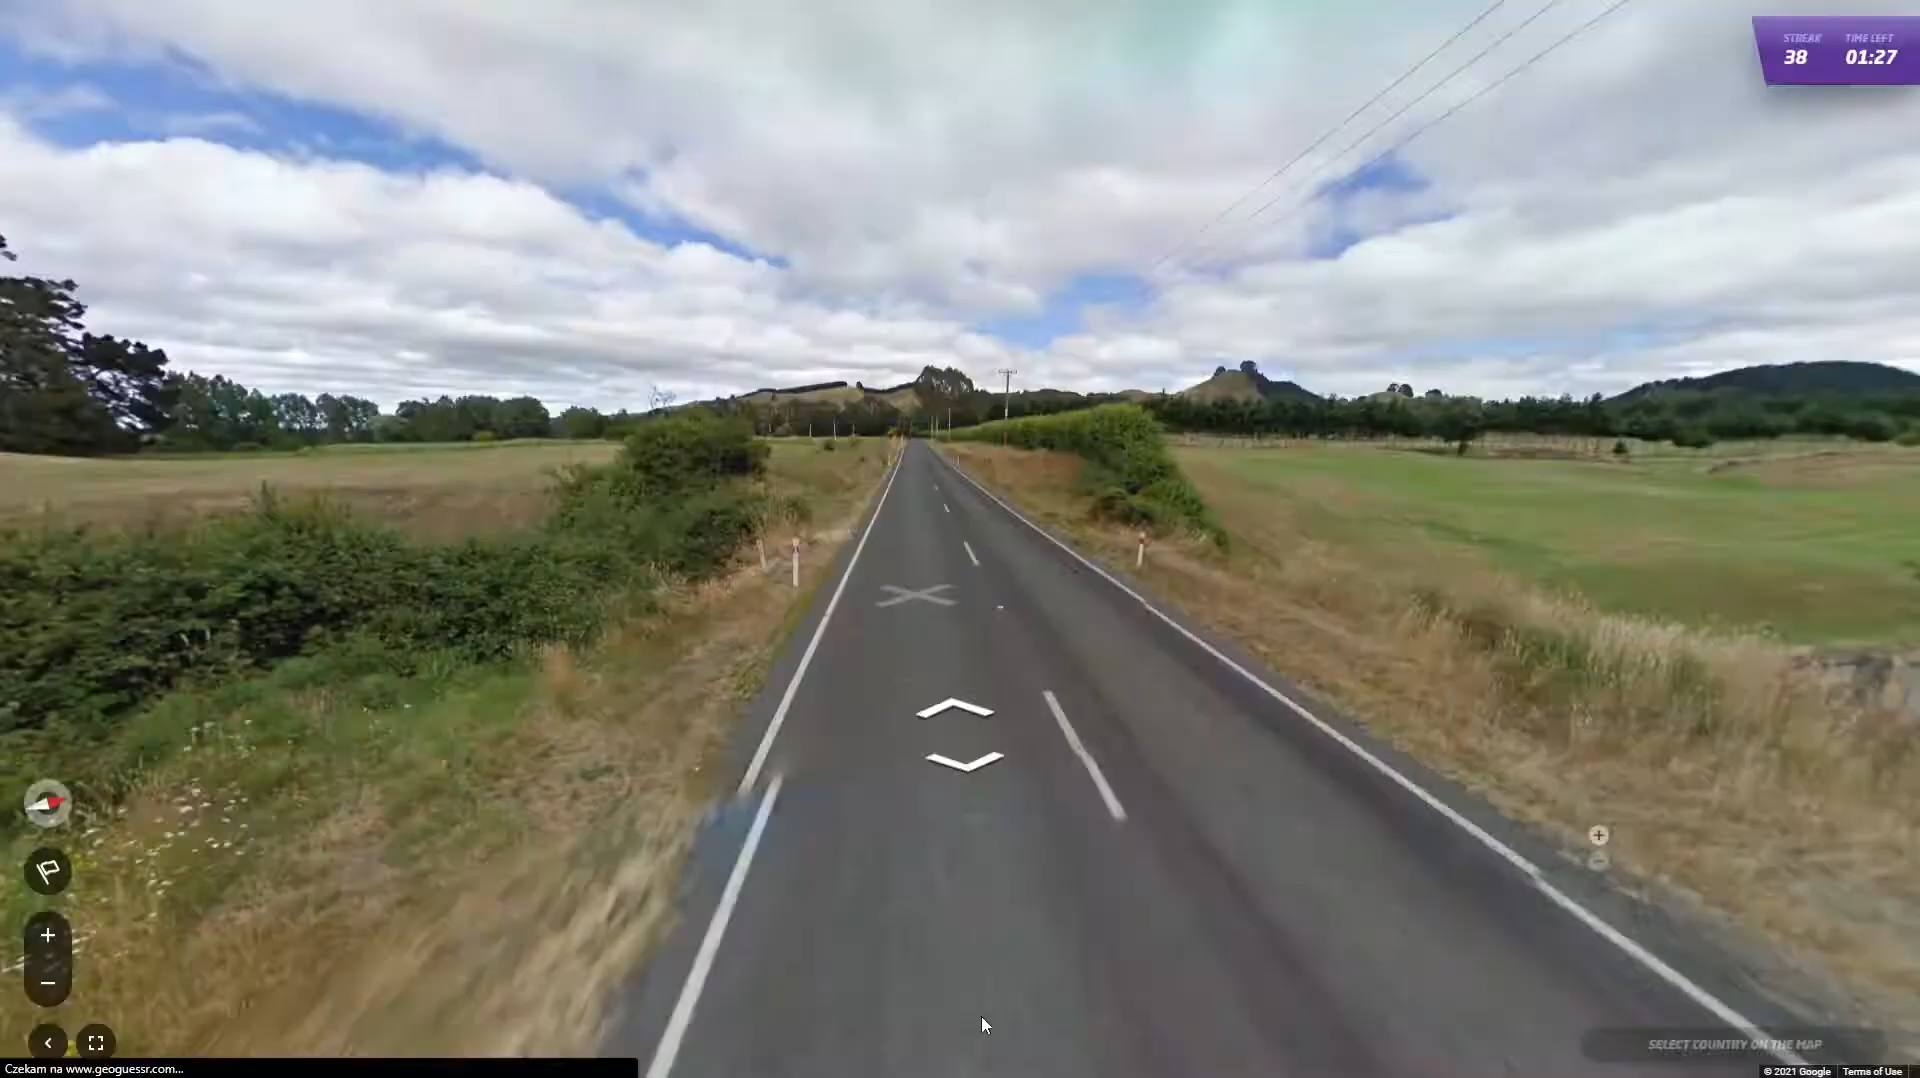 STREAK
TIME LEFT
38
01:27
SELECT COUNTRY ON THE MAP
Czekam na www.geoguessr.com...
© 2021 Google
Terms of Use